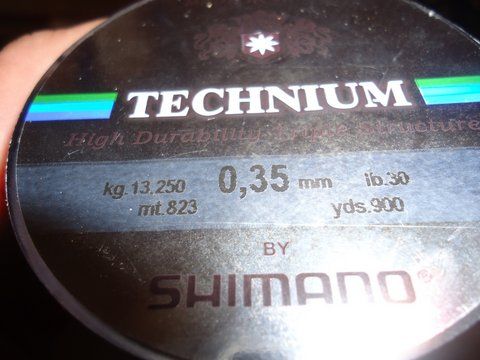 TECHNIUM
High Durability Triple Structure
kg.13.250 0,35 mm lb.30
mt.823 yds.900
BY
SHIMANO